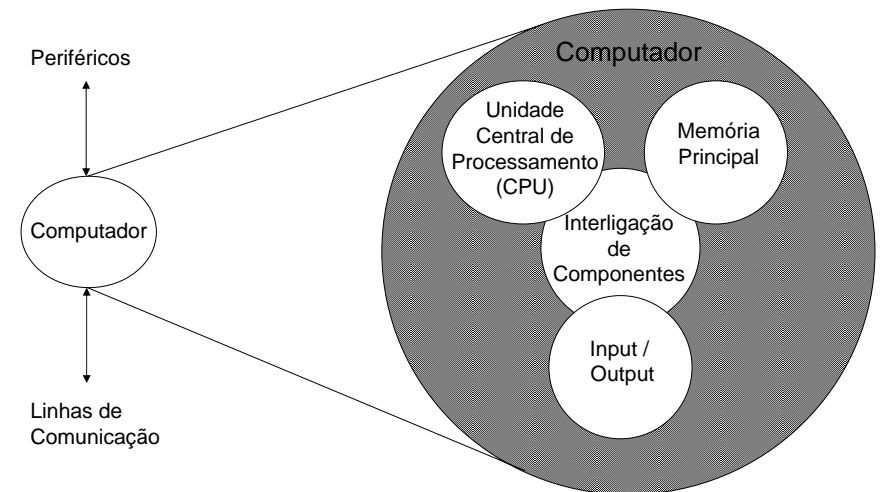 Periféricos
Computador
Linhas de
Comunicação
Computador
Unidade
Central de
Processamento
(CPU)
Memória
Principal
Interligação
de
Componentes
Input /
Output